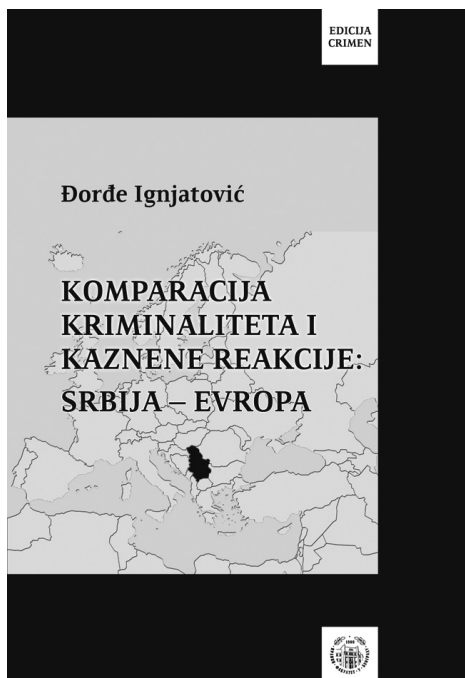 EDICIJA
CRIMEN
Đorđe Ignjatović
KOMPARACIJA
KRIMINALITETA I
KAZNENE REAKCIJE:
SRBIJA – EVROPA